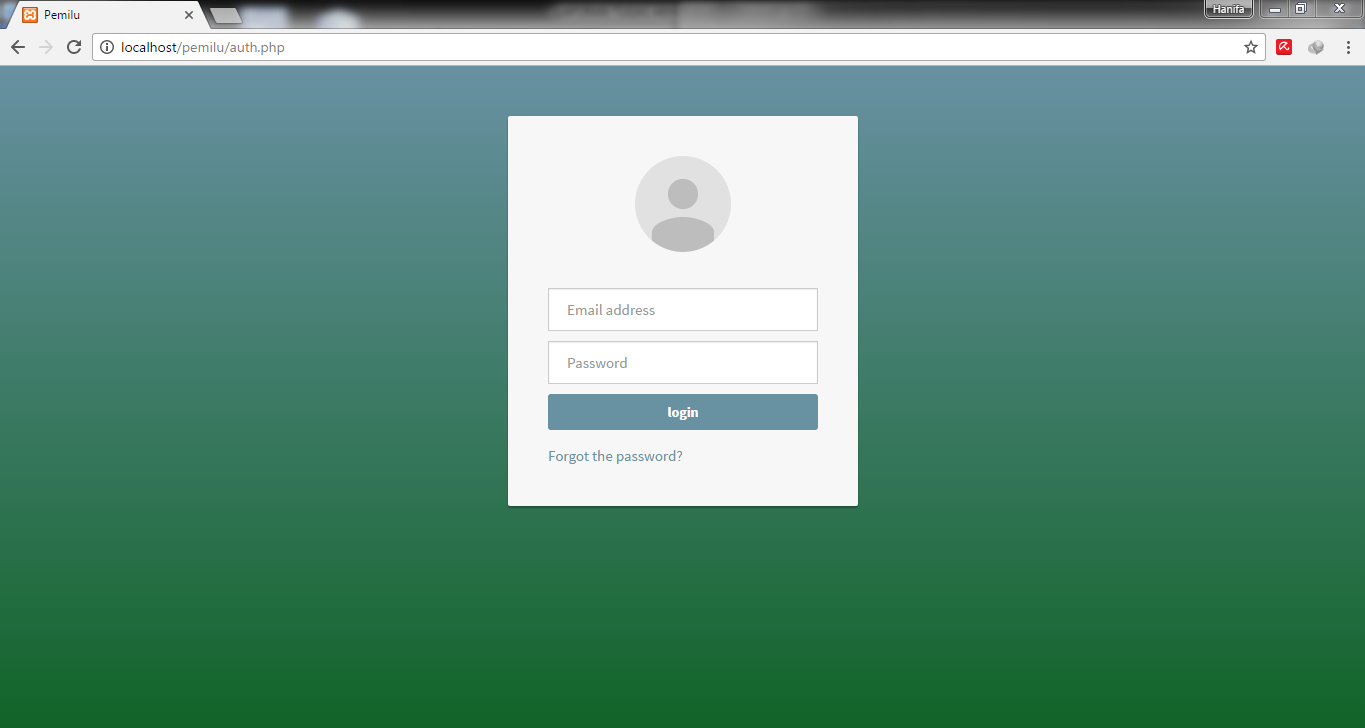 Pemilu
Hanifa
localhost/pemilu/auth.php
Email address
Password
login
Forgot the password?